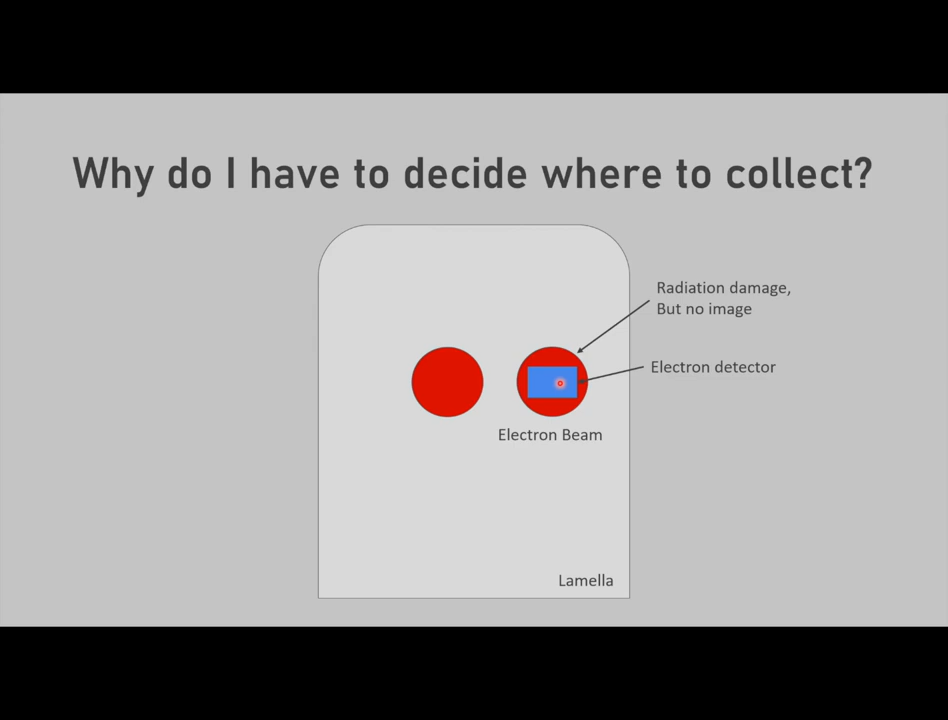 Why do I have to decide where to collect?
Radiation damage,
But no image
Electron detector
Electron Beam
Lamella